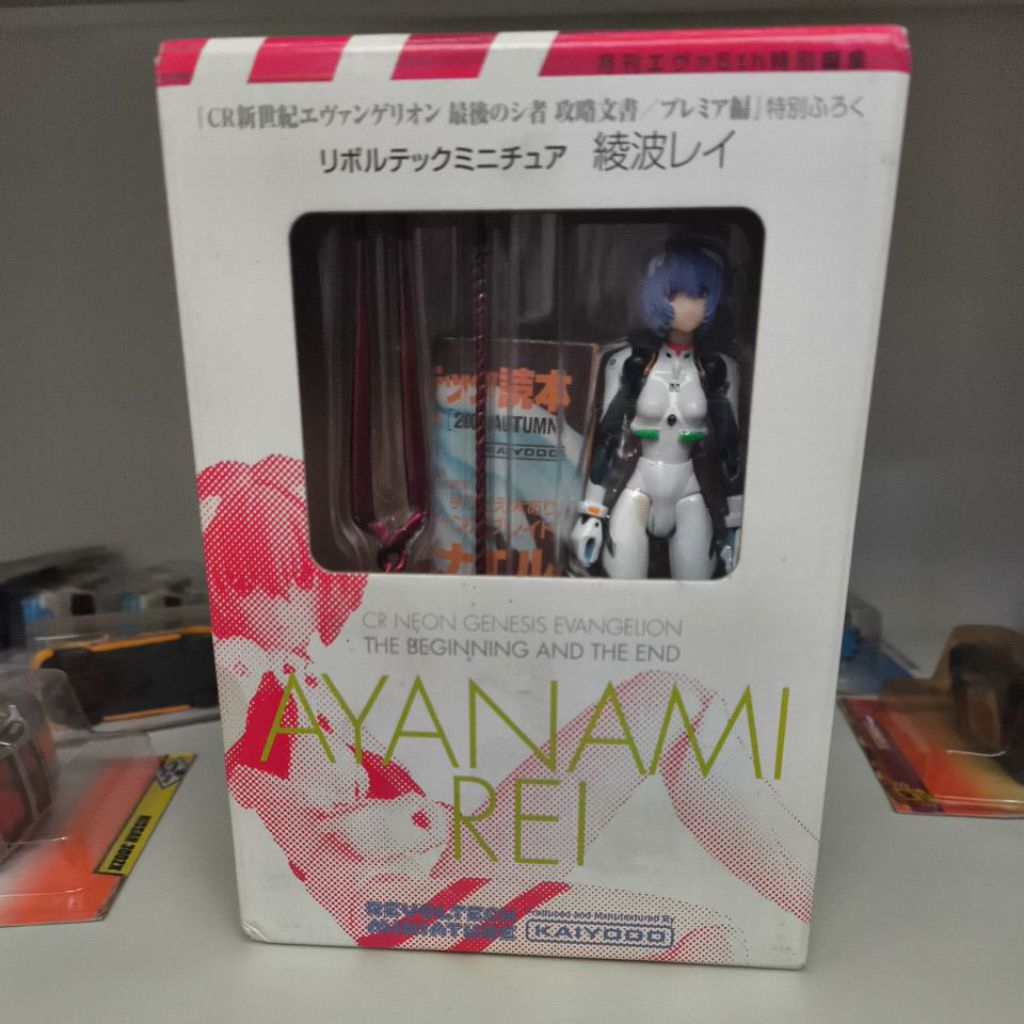 月刊エヴァ5th特別編集
『CR新世紀エヴァンゲリオン 最後のシ者 攻略文書/プレミア編』特別ふろく
リボルテックミニチュア 綾波レイ
読本
AUTUMN
KAIYODO
CR NEON GENESIS EVANGELION
THE BEGINNING AND THE END
AYANAMI
REI
REVOLTECH
MINIATURE
Produced and Manufactured By
KAIYODO
NISSAN 300ZX